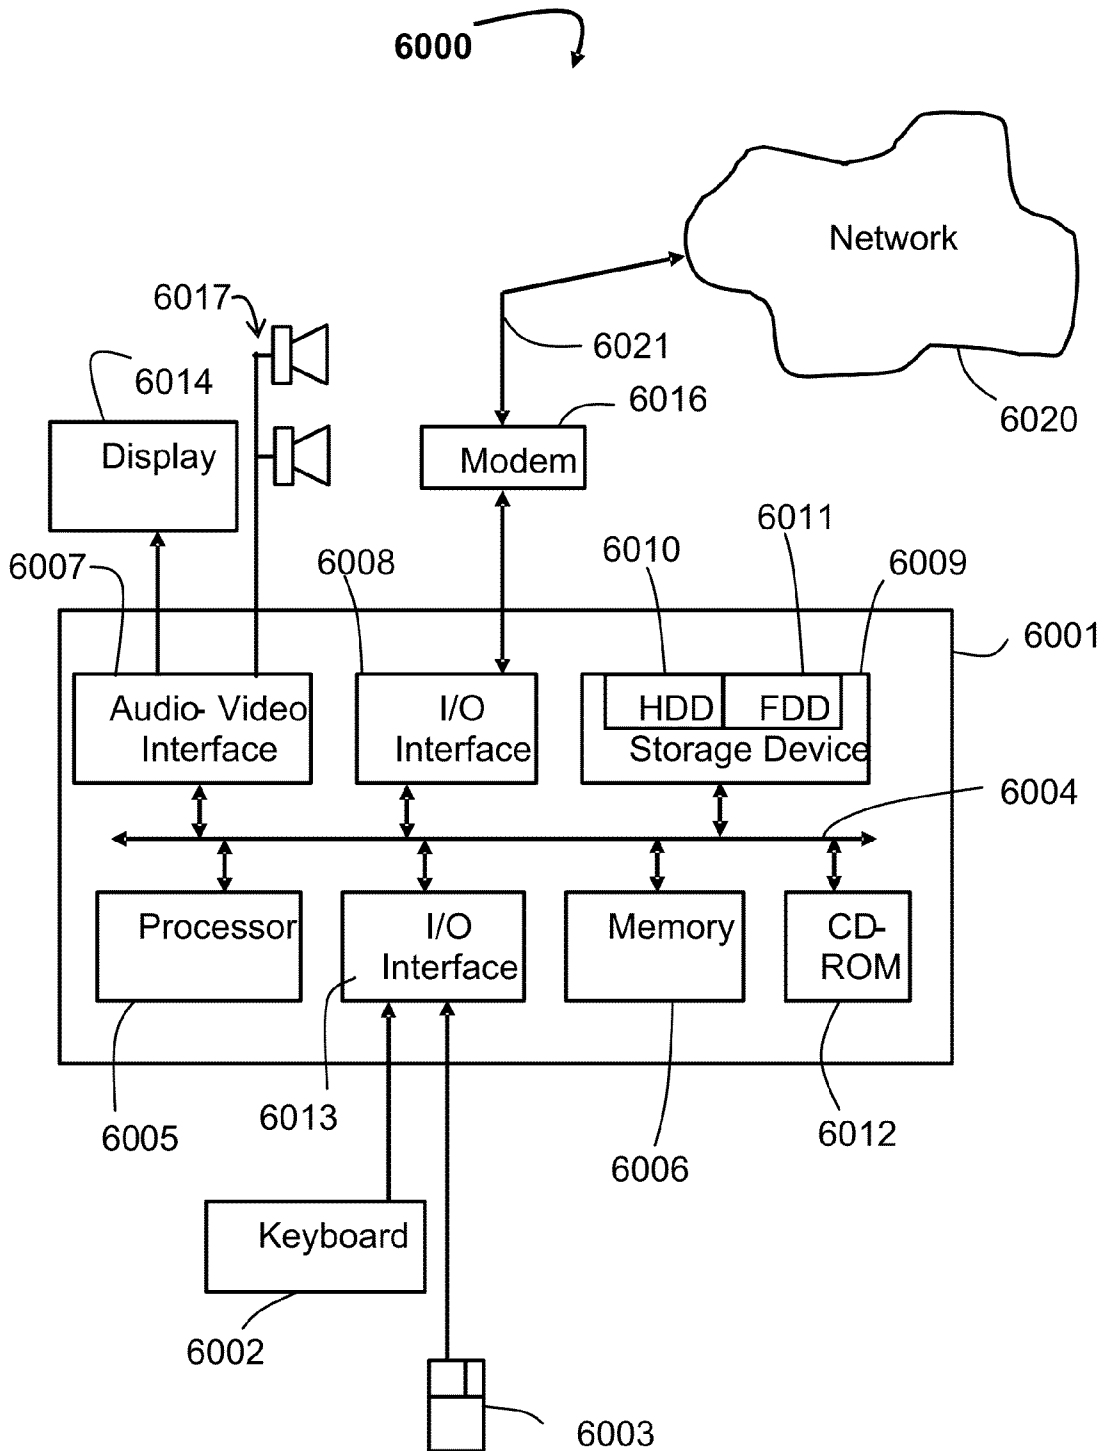 6000
Network
6017
6021
6014
6016
6020
Display
Modem
6011
6010
6007
6008
6009
6001
Audio- Video
Interface
I/O
Interface
HDD
FDD
Storage Device
6004
Processor
I/O
Interface
Memory
CD-
ROM
6013
6005
6012
6006
Keyboard
6002
6003